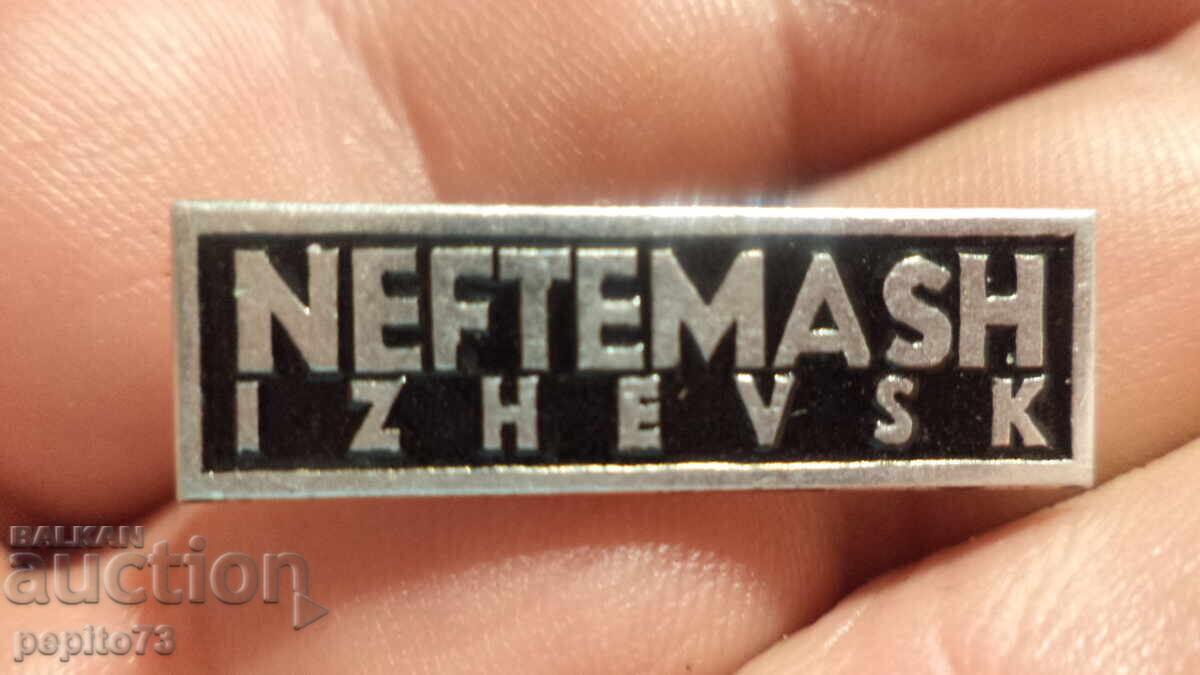 NEFTEMASH
IZHEVSK
BALKAN
auction
pepito73